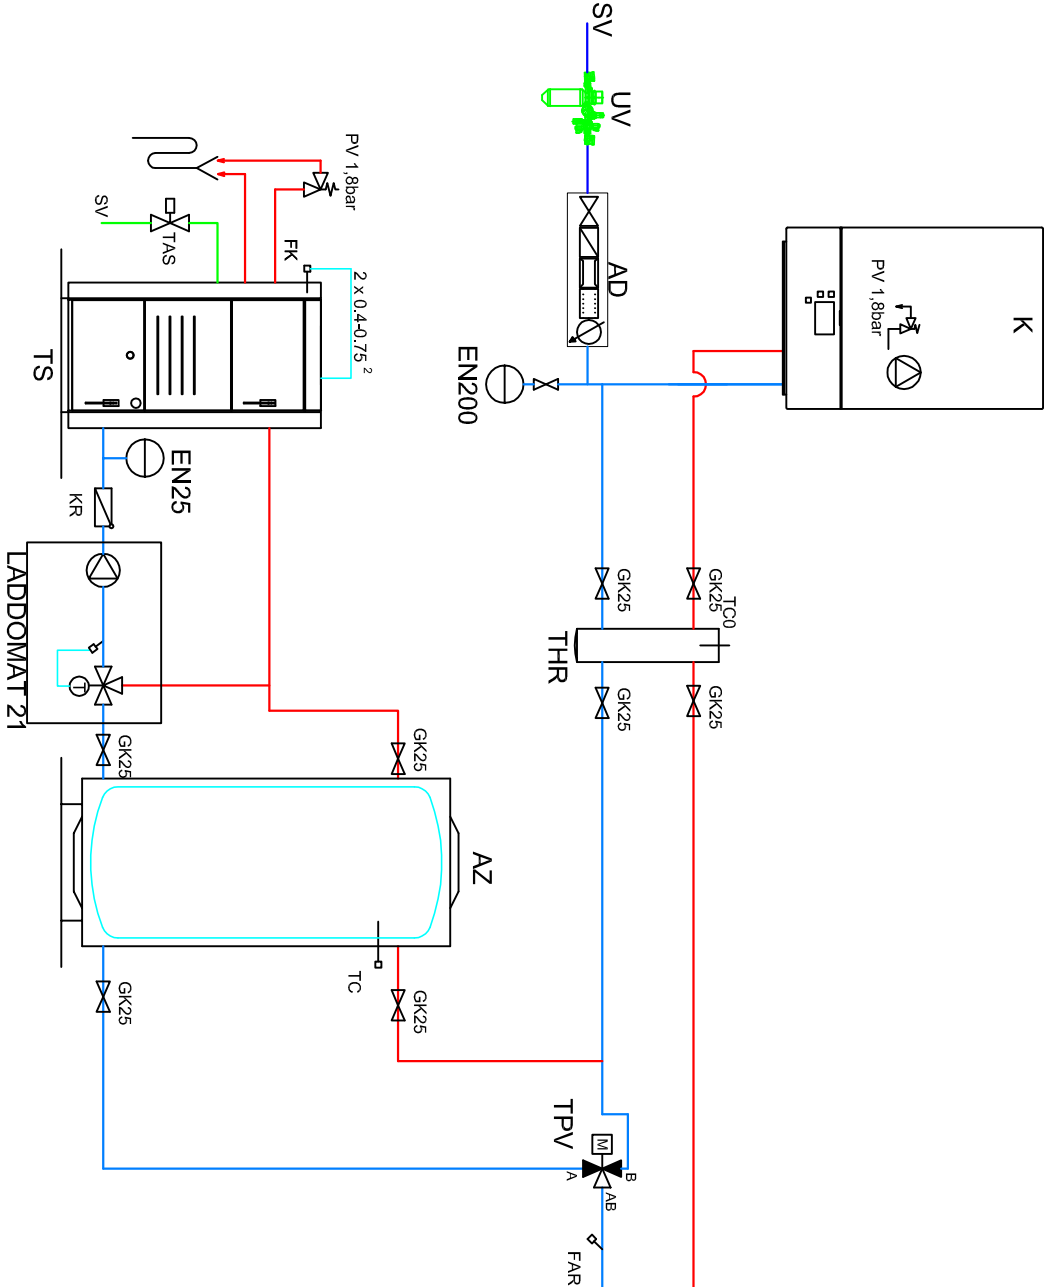 SV
UV
PV 1,8bar
SV
TAS
FK
2 x 0.4-0.75 2
AD
K
PV 1,8bar
TS
EN200
EN25
KR
LADDOMAT 21
T
GK25
GK25
TC0
THR
GK25
GK25
GK25
GK25
AZ
TC
GK25
GK25
TPV
M
A
B
AB
FAR